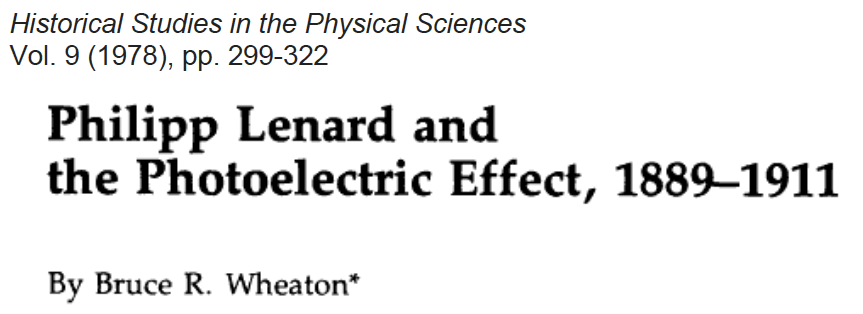 Historical Studies in the Physical Sciences
Vol. 9 (1978), pp. 299-322
Philipp Lenard and
the Photoelectric Effect, 1889–1911
By Bruce R. Wheaton*